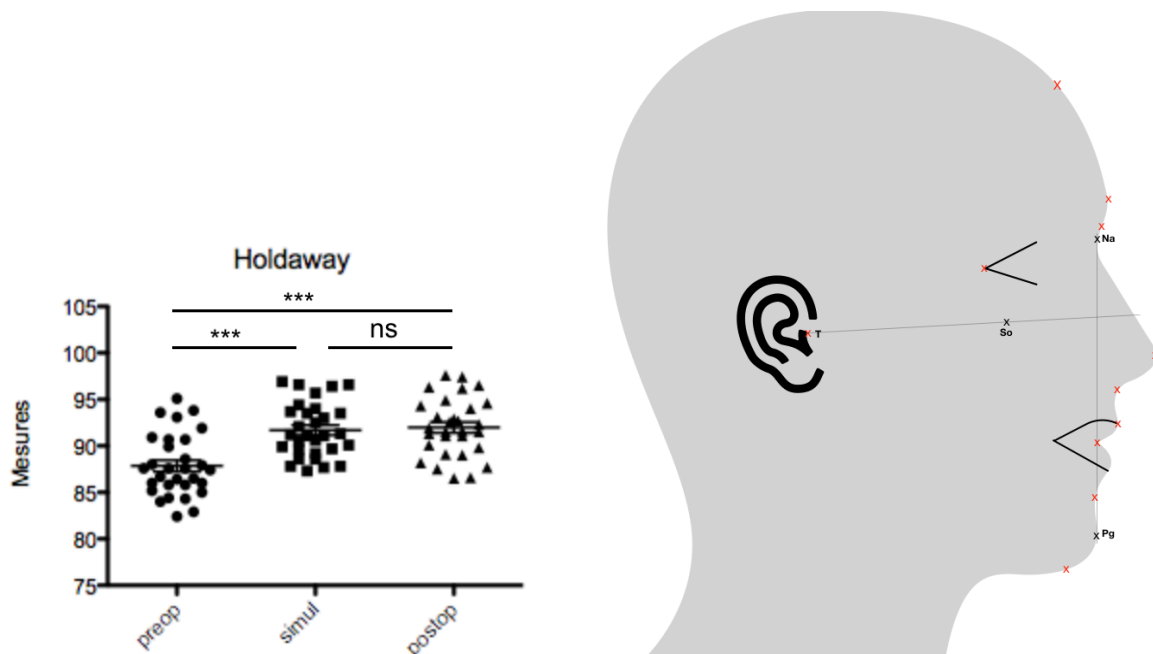 Holdaway
***
*** ns
105
100
95
90
85
80
75
Mesures
preop simul postop
x
x
x
x Na
x
x T
x
So
x
x
x
x
x
x Pg
x